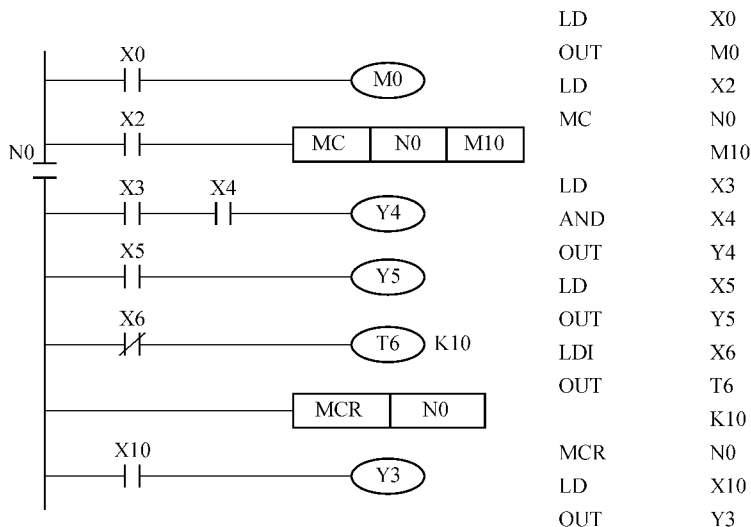 X0
M0
X2
N0
MC N0 M10
X3 X4
Y4
X5
Y5
X6
T6 K10
MCR N0
X10
Y3
LD X0
OUT M0
LD X2
MC N0
M10
LD X3
AND X4
OUT Y4
LD X5
OUT Y5
LDI X6
OUT T6
K10
MCR N0
LD X10
OUT Y3